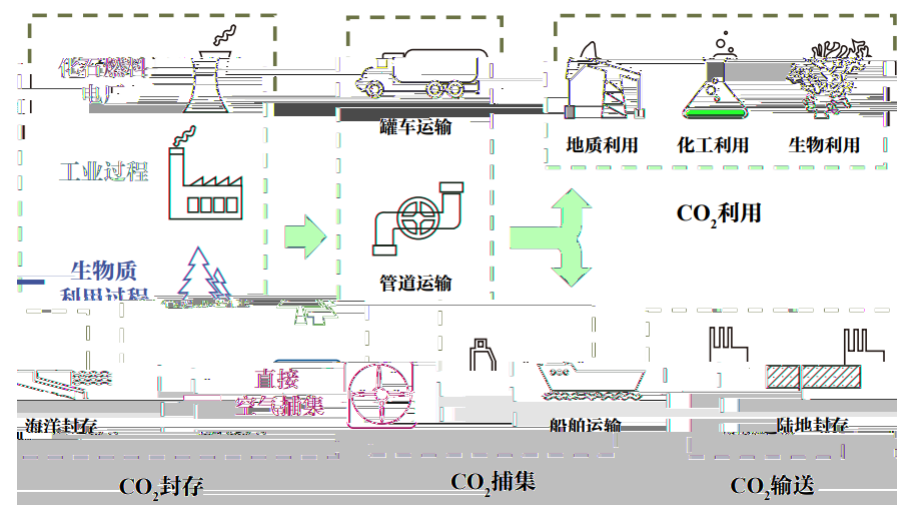 化石燃料
电厂
罐车运输
地质利用
化工利用
生物利用
工业过程
CO₂利用
生物质
利用过程
管道运输
直接
空气捕集
海洋封存
船舶运输
陆地封存
CO₂封存
CO₂捕集
CO₂输送